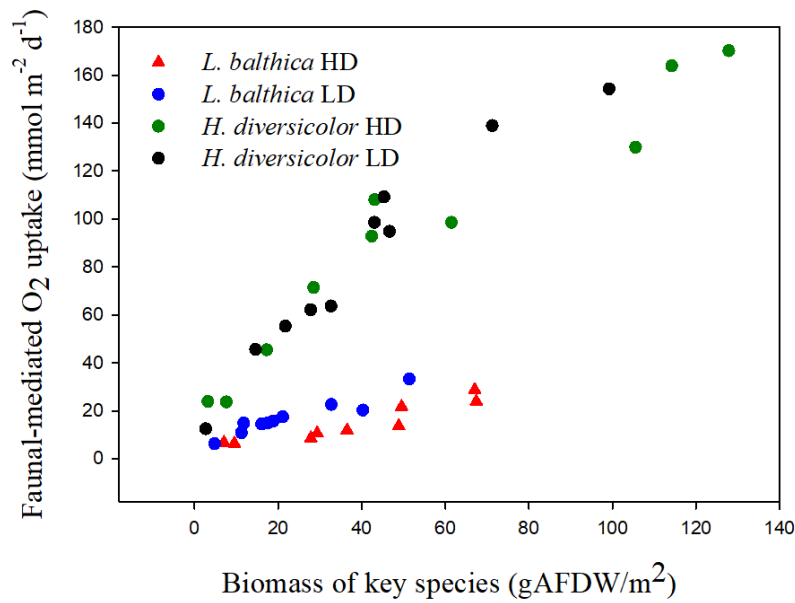 180
160
140
120
100
80
60
40
20
0
Faunal-mediated O2 uptake (mmol m-2 d-1)
L. balthica HD
L. balthica LD
H. diversicolor HD
H. diversicolor LD
0 20 40 60 80 100 120 140
Biomass of key species (gAFDW/m2)